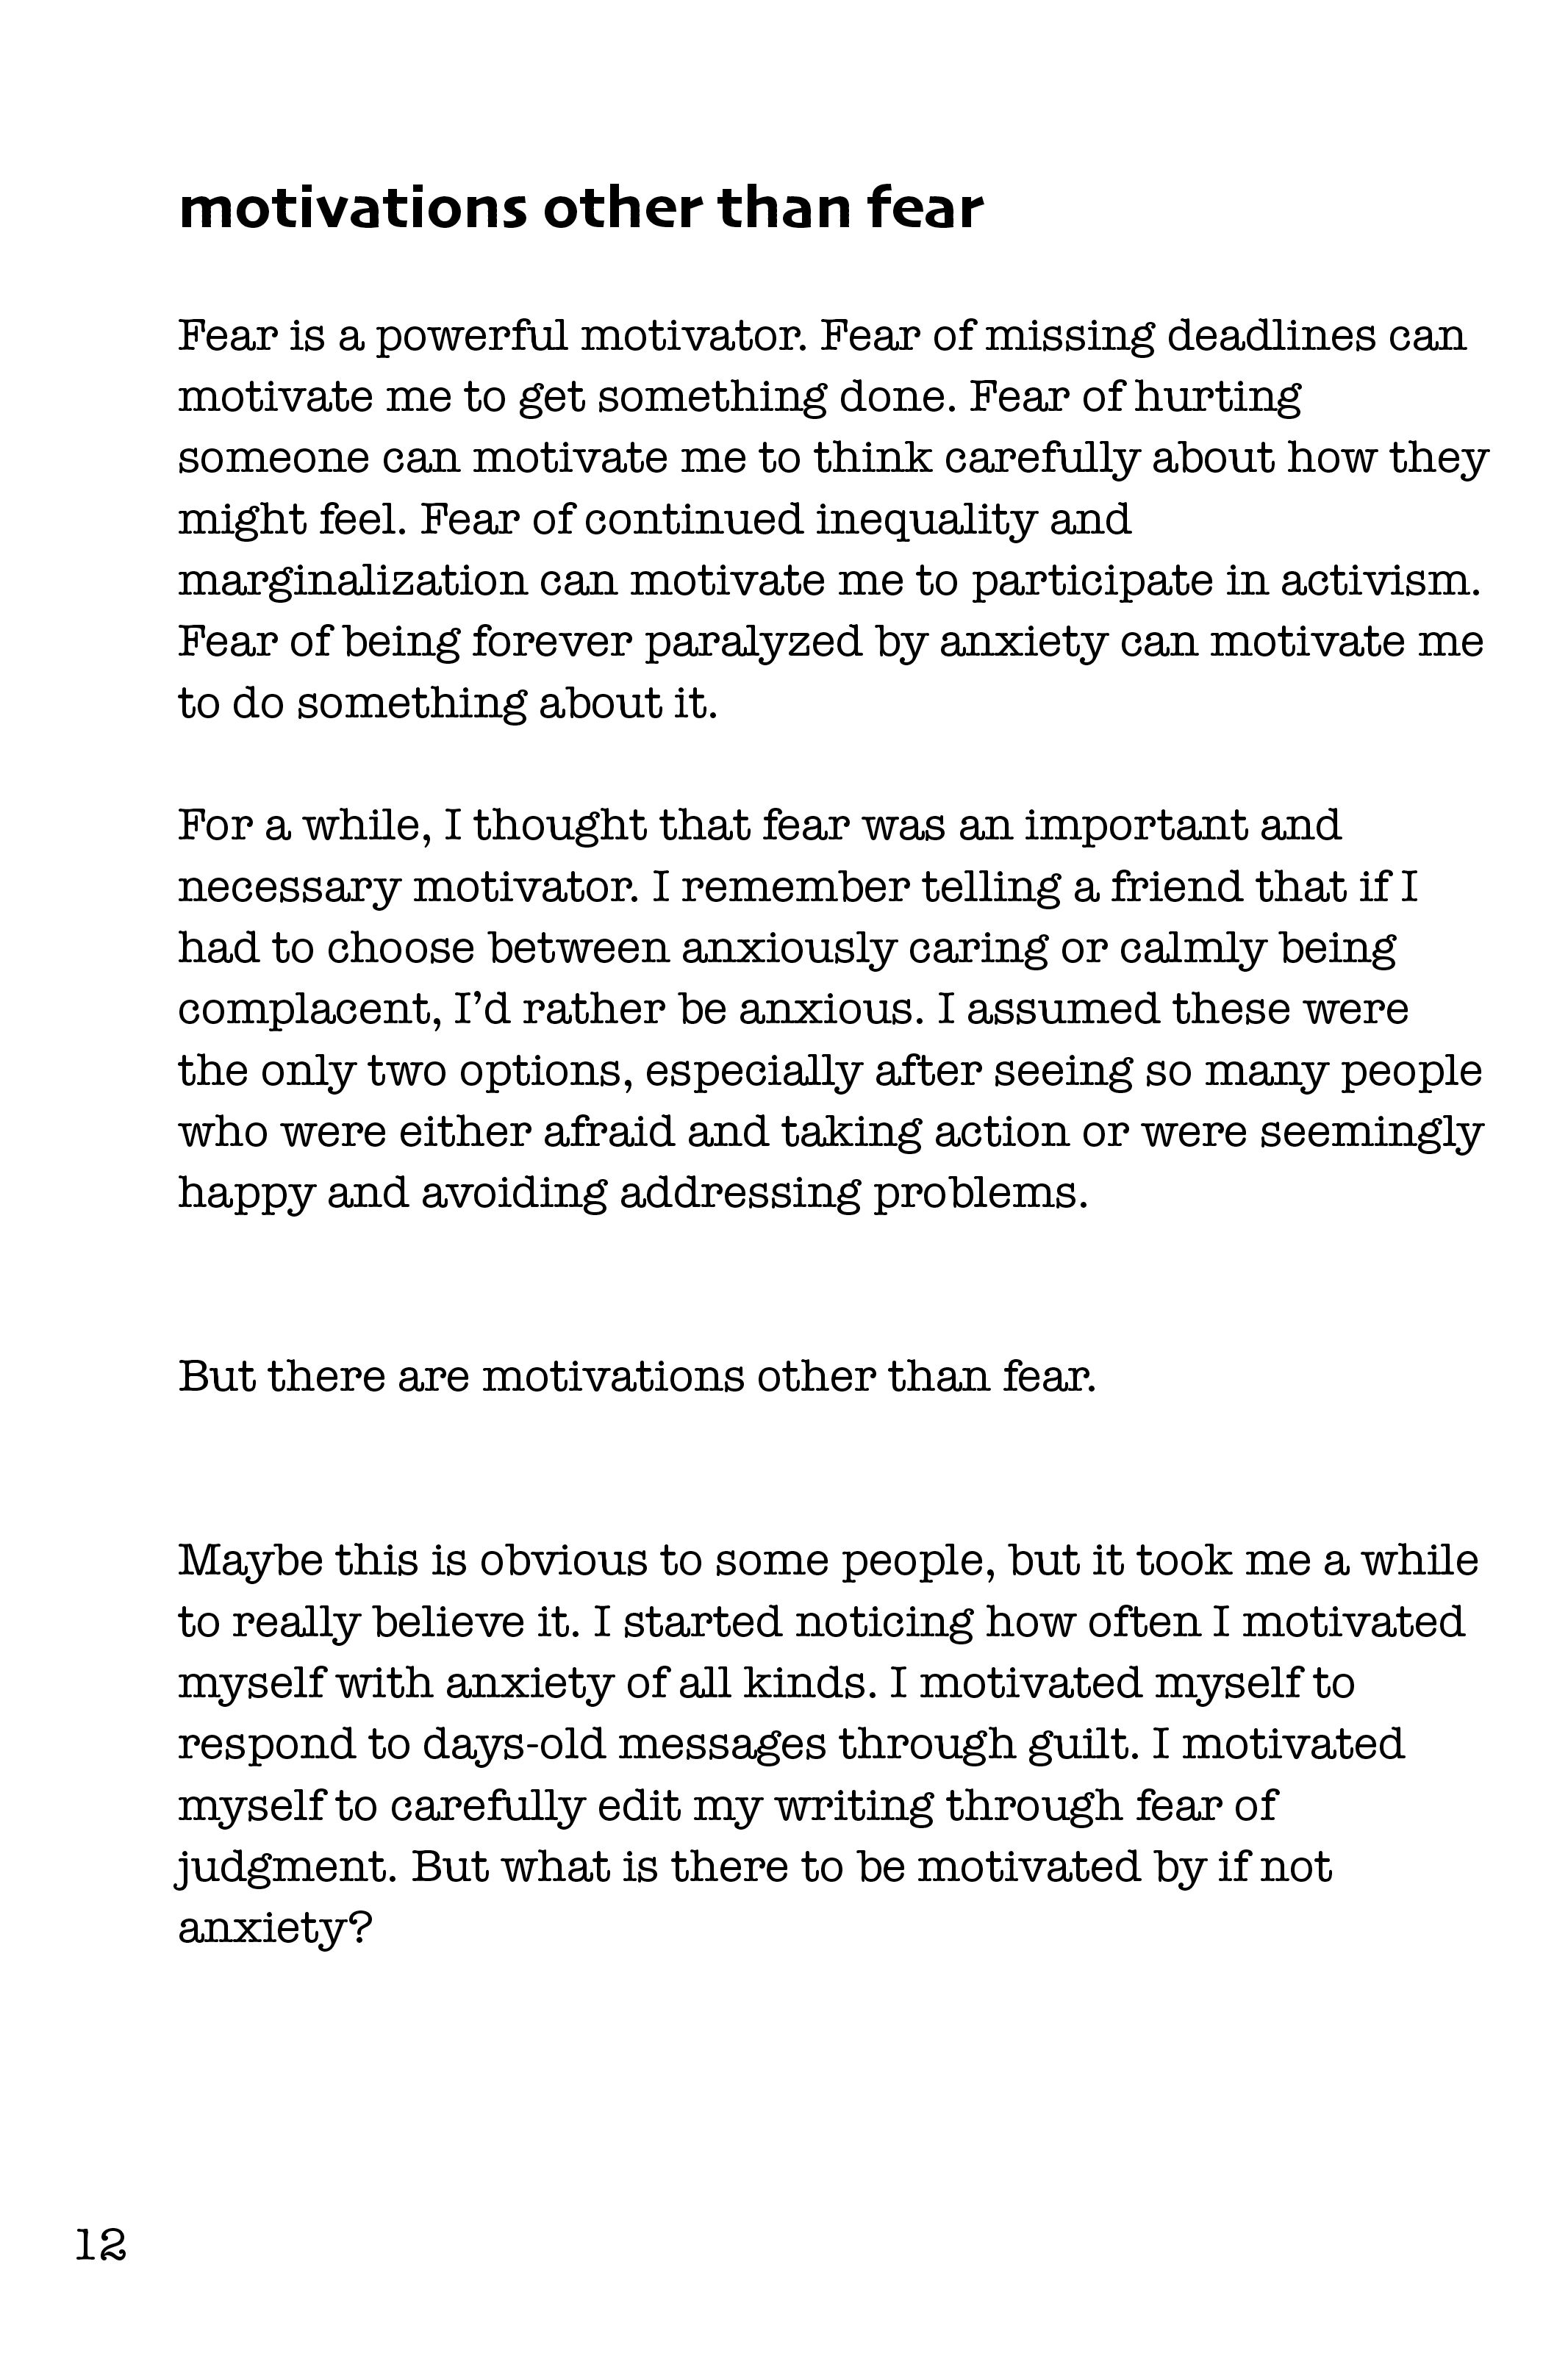 motivations other than fear
Fear is a powerful motivator. Fear of missing deadlines can
motivate me to get something done. Fear of hurting
someone can motivate me to think carefully about how they
might feel. Fear of continued inequality and
marginalization can motivate me to participate in activism.
Fear of being forever paralyzed by anxiety can motivate me
to do something about it.
For a while, I thought that fear was an important and
necessary motivator. I remember telling a friend that if I
had to choose between anxiously caring or calmly being
complacent, I’d rather be anxious. I assumed these were
the only two options, especially after seeing so many people
who were either afraid and taking action or were seemingly
happy and avoiding addressing problems.
But there are motivations other than fear.
Maybe this is obvious to some people, but it took me a while
to really believe it. I started noticing how often I motivated
myself with anxiety of all kinds. I motivated myself to
respond to days-old messages through guilt. I motivated
myself to carefully edit my writing through fear of
judgment. But what is there to be motivated by if not
anxiety?
12